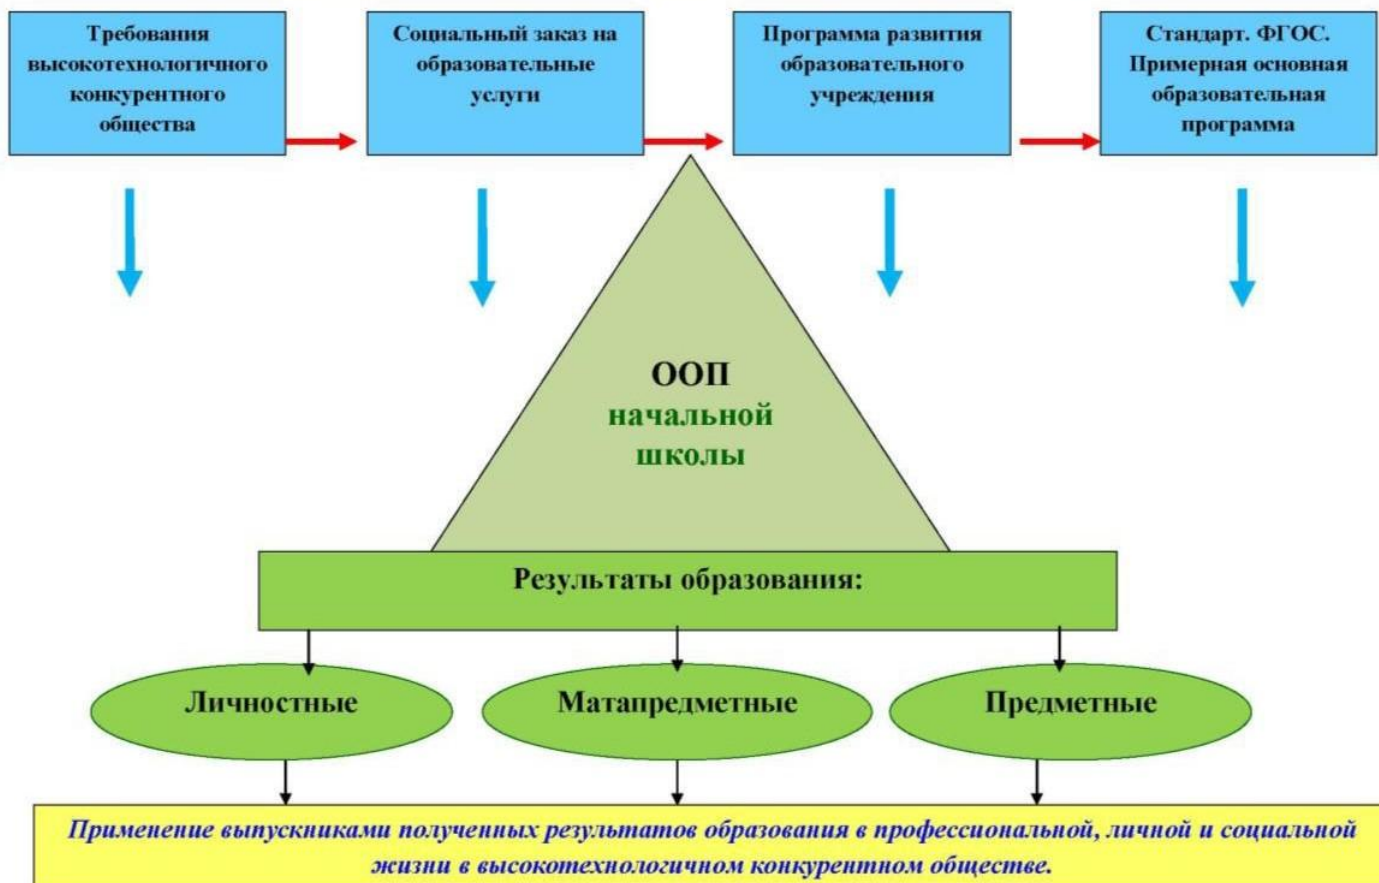 Требования
высокотехнологичного
конкурентного
общества
Социальный заказ на
образовательные
услуги
Программа развития
образовательного
учреждения
Стандарт. ФГОС.
Примерная основная
образовательная
программа
ООП
начальной
школы
Результаты образования:
Личностные
Матапредметные
Предметные
Применение выпускниками полученных результатов образования в профессиональной, личной и социальной
жизни в высокотехнологичном конкурентном обществе.